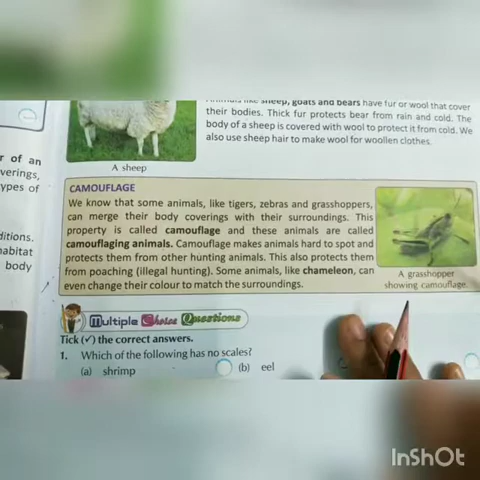 Animals like sheep, goats and bears have fur or wool that cover
their bodies. Thick fur protects bear from rain and cold. The
body of a sheep is covered with wool to protect it from cold. We
also use sheep hair to make wool for woollen clothes.
A sheep
r of an
verings,
ypes of
ditions.
habitat
body
CAMOUFLAGE
We know that some animals, like tigers, zebras and grasshoppers,
can merge their body coverings with their surroundings. This
property is called camouflage and these animals are called
camouflaging animals. Camouflage makes animals hard to spot and
protects them from other hunting animals. This also protects them
from poaching (illegal hunting). Some animals, like chameleon, can
even change their colour to match the surroundings.
A grasshopper
showing camouflage.
Multiple Choice Questions
Tick (✓) the correct answers.
1. Which of the following has no scales?
(a) shrimp
(b) eel
InShOt